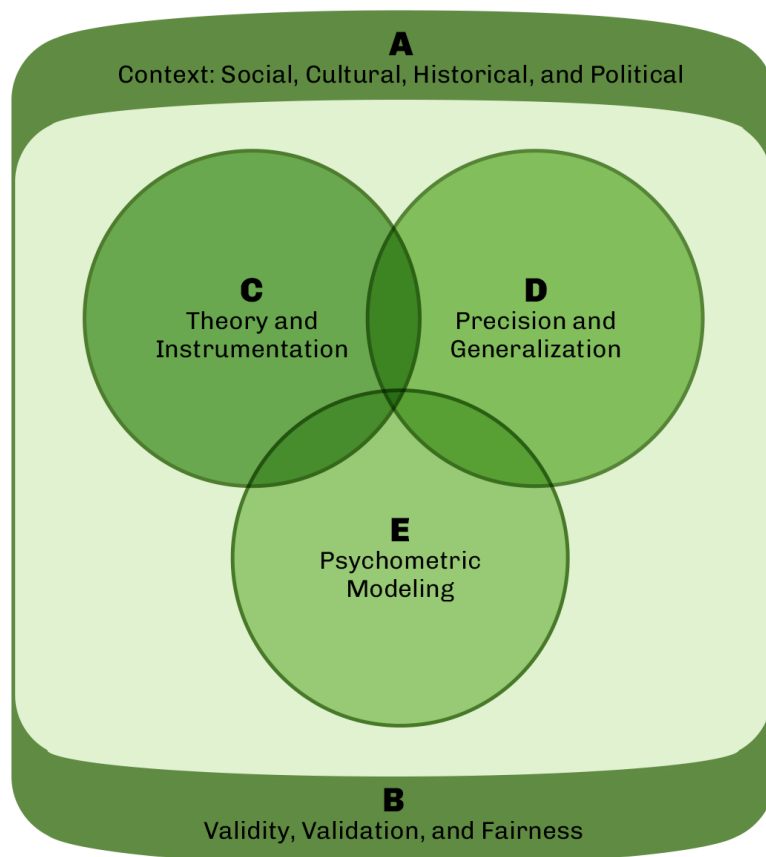 A
Context: Social, Cultural, Historical, and Political
C
Theory and
Instrumentation
D
Precision and
Generalization
E
Psychometric
Modeling
B
Validity, Validation, and Fairness